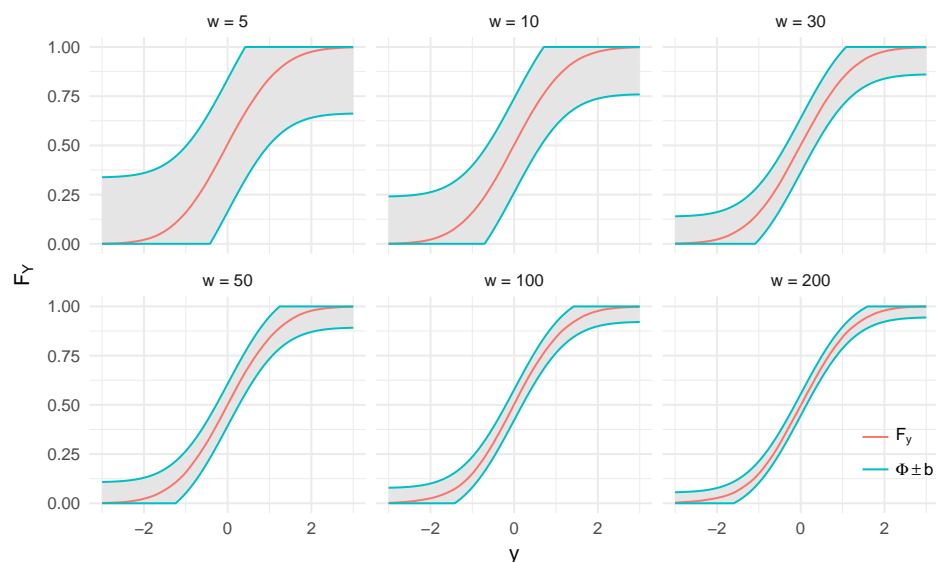 w = 5 w = 10 w = 30
1.00
0.75
0.50
0.25
0.00
F_Y
w = 50 w = 100 w = 200
1.00
0.75
0.50
0.25
0.00
F_y
Φ ± b
−2 0 2 −2 0 2 −2 0 2
y